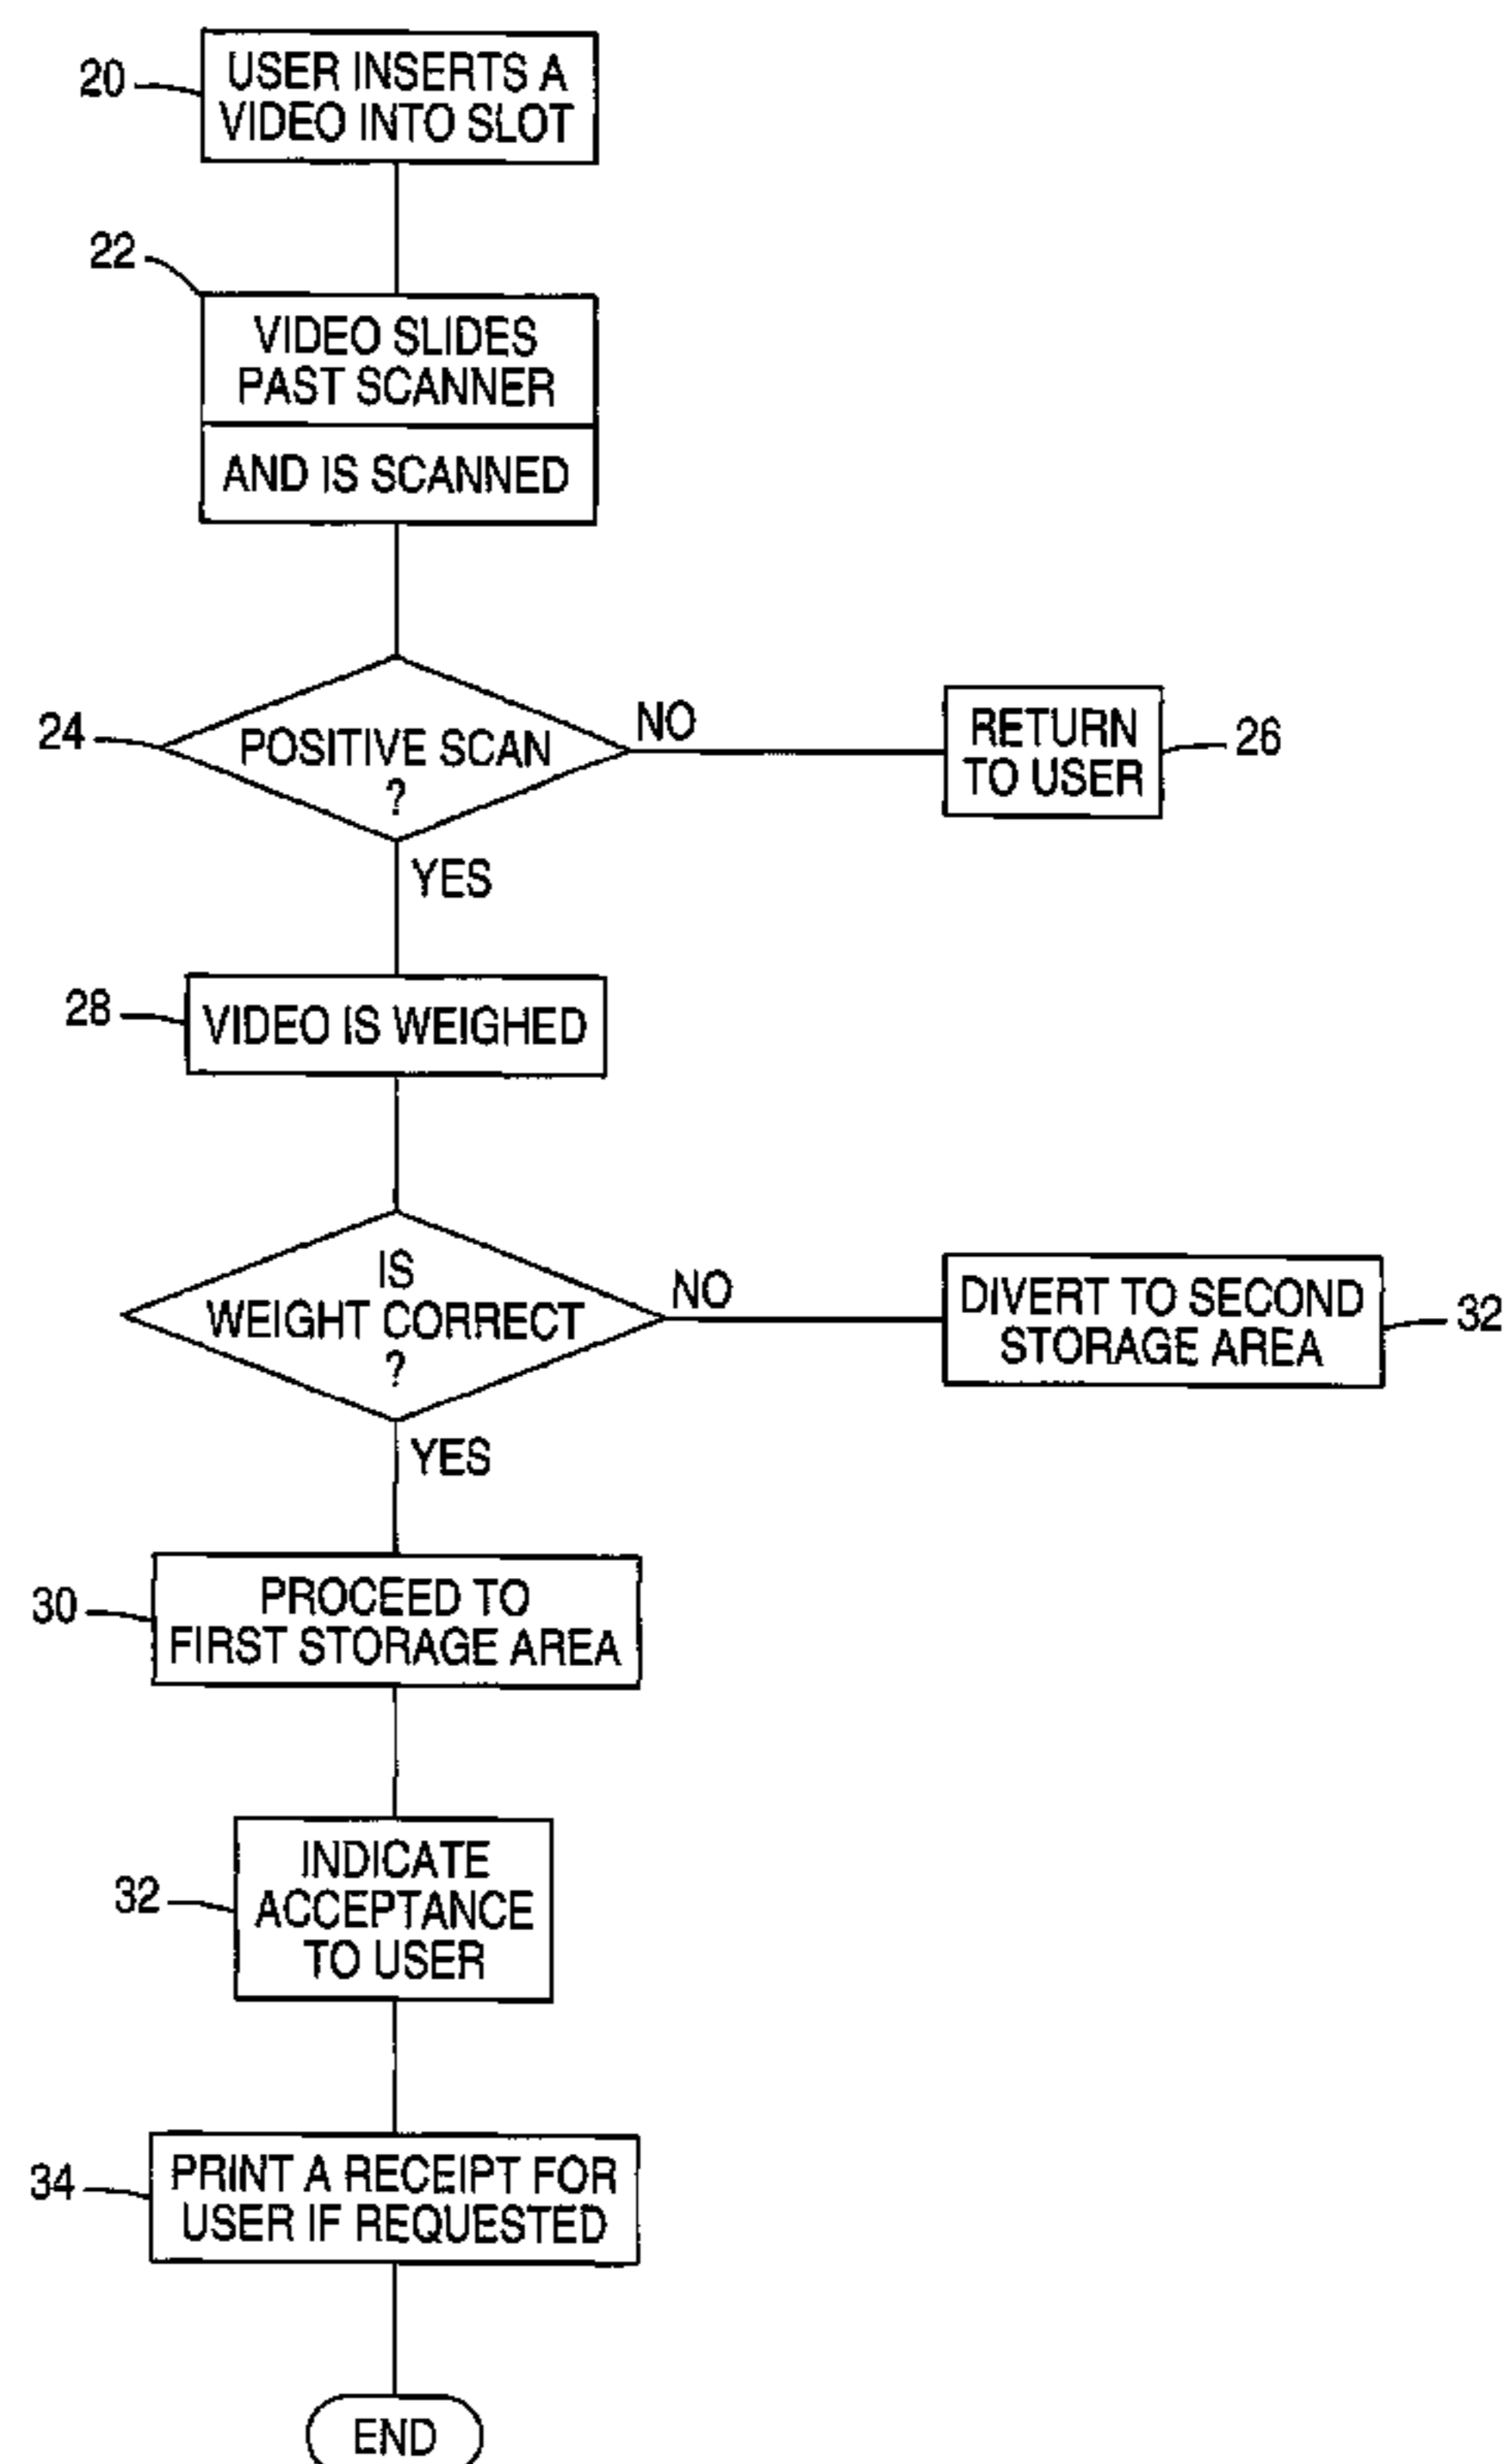 20
USER INSERTS A
VIDEO INTO SLOT
22
VIDEO SLIDES
PAST SCANNER
AND IS SCANNED
24
POSITIVE SCAN
?
NO
RETURN
TO USER
26
YES
28
VIDEO IS WEIGHED
IS
WEIGHT CORRECT
?
NO
DIVERT TO SECOND
STORAGE AREA
32
YES
30
PROCEED TO
FIRST STORAGE AREA
32
INDICATE
ACCEPTANCE
TO USER
34
PRINT A RECEIPT FOR
USER IF REQUESTED
END